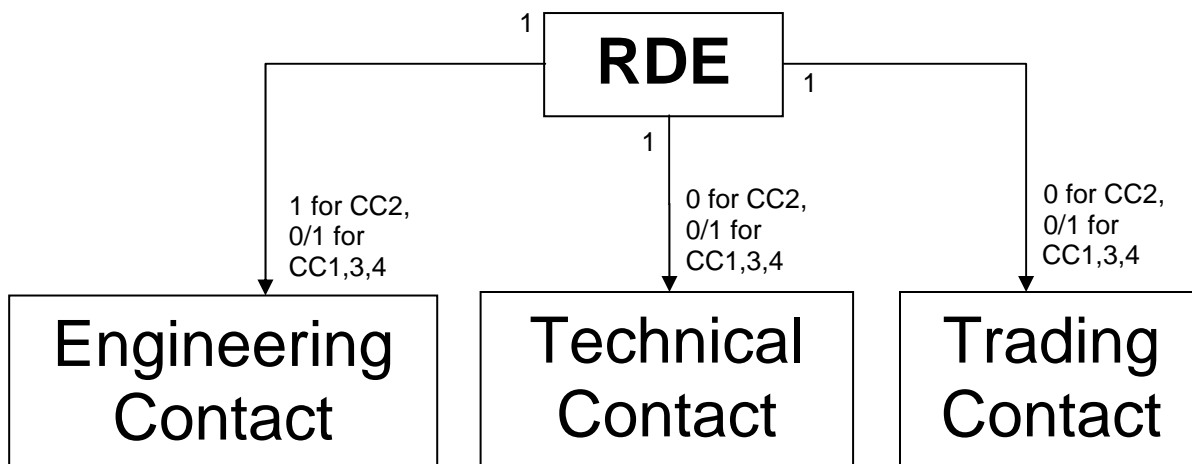 1
RDE
1
1
1 for CC2,
0/1 for
CC1,3,4
0 for CC2,
0/1 for
CC1,3,4
0 for CC2,
0/1 for
CC1,3,4
Engineering
Contact
Technical
Contact
Trading
Contact